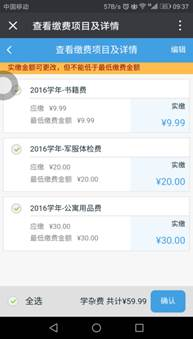 中国移动 578/s 09:37
查看缴费项目及详情
查看缴费项目及详情 编辑
实缴金额可更改，但不能低于最低缴费金额
2016学年-书籍费
应缴 ¥9.99 实缴
最低缴费金额 ¥9.99 ¥9.99
2016学年-军服体检费
应缴 ¥20.00 实缴
最低缴费金额 ¥20.00 ¥20.00
2016学年-公寓用品费
应缴 ¥30.00 实缴
最低缴费金额 ¥30.00 ¥30.00
全选 学杂费 共计¥59.99 确认